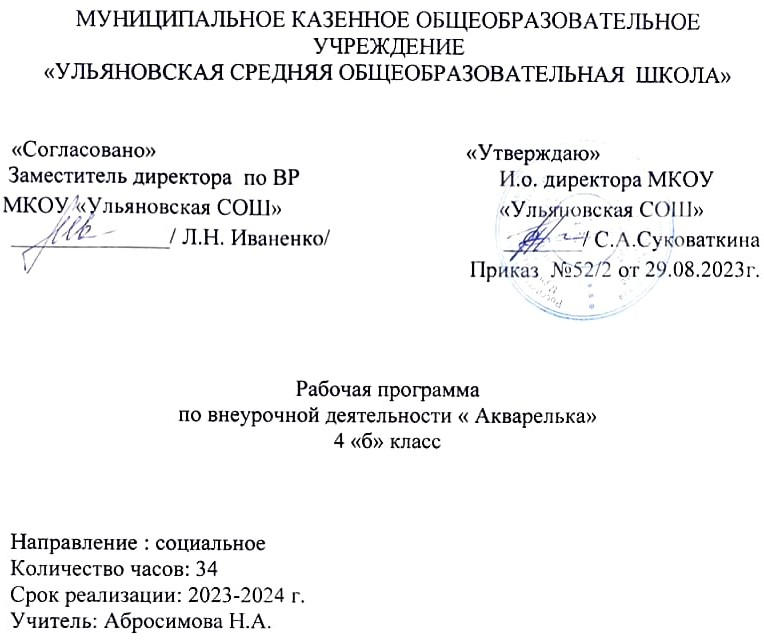 МУНИЦИПАЛЬНОЕ КАЗЕННОЕ ОБЩЕОБРАЗОВАТЕЛЬНОЕ
УЧРЕЖДЕНИЕ
«УЛЬЯНОВСКАЯ СРЕДНЯЯ ОБЩЕОБРАЗОВАТЕЛЬНАЯ ШКОЛА»
«Согласовано»
Заместитель директора по ВР
МКОУ «Ульяновская СОШ»
/ Л.Н. Иваненко/
«Утверждаю»
И.о. директора МКОУ
«Ульяновская СОШ»
/ С.А.Суковаткина
Приказ №52/2 от 29.08.2023г.
Рабочая программа
по внеурочной деятельности « Акварелька»
4 «б» класс
Направление : социальное
Количество часов: 34
Срок реализации: 2023-2024 г.
Учитель: Абросимова Н.А.